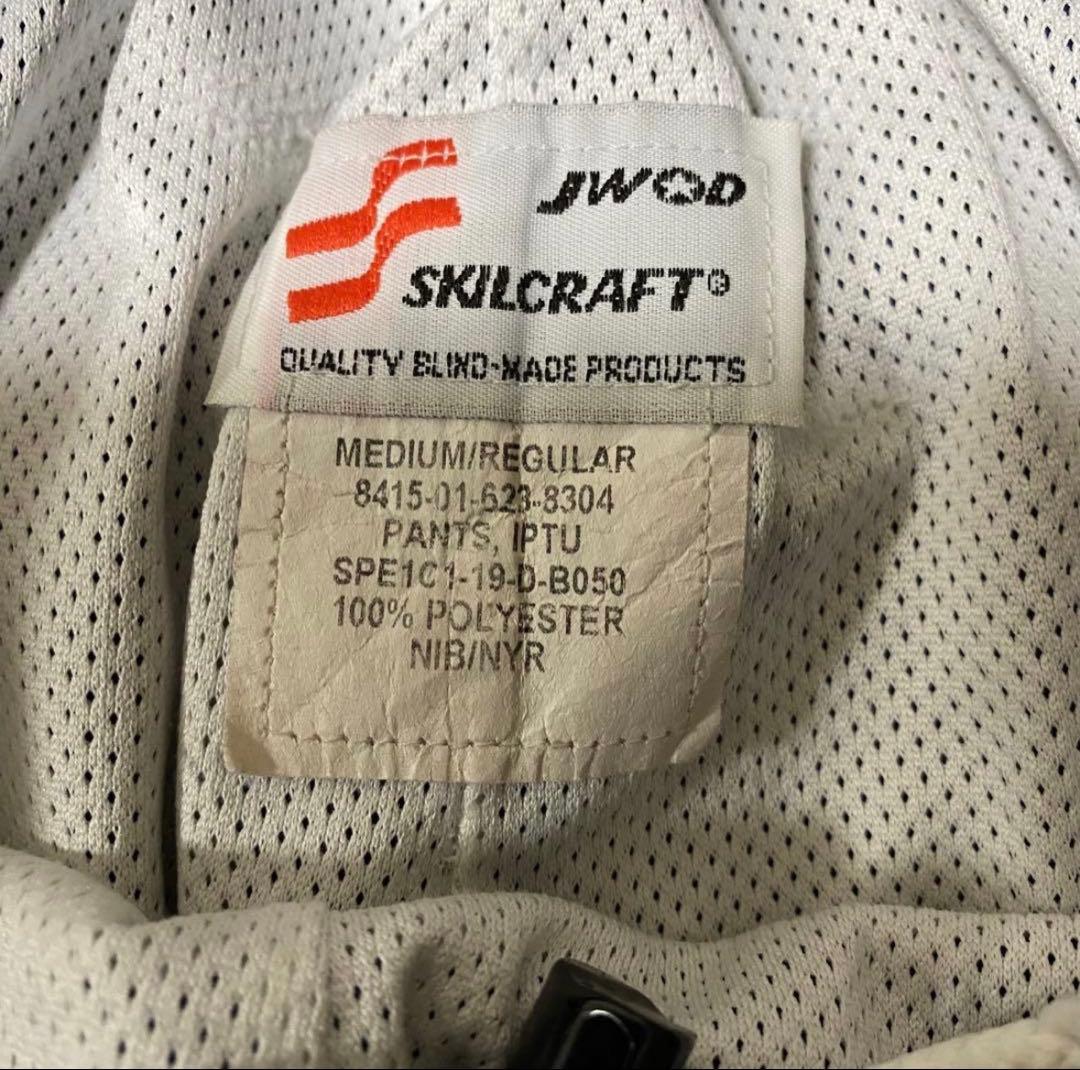 JWOD
SKILCRAFT®
QUALITY BLIND-MADE PRODUCTS
MEDIUM/REGULAR
8415-01-623-8304
PANTS, IPTU
SPE1C1-19-D-B050
100% POLYESTER
NIB/NYR